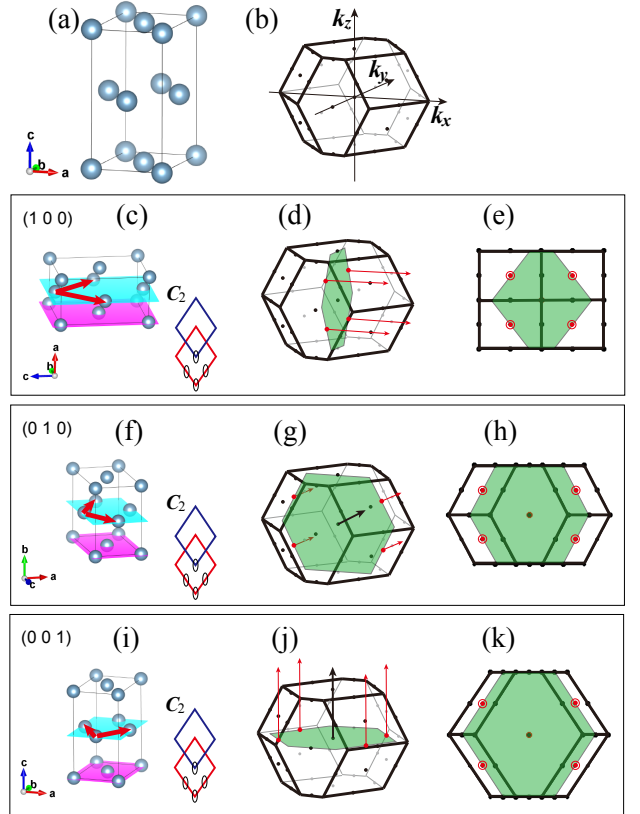 (a)
(b)
k_z
k_y
k_x
c
b
a
(1 0 0)
(c)
(d)
(e)
C_2
a
b
c
(0 1 0)
(f)
(g)
(h)
C_2
b
c
a
(0 0 1)
(i)
(j)
(k)
C_2
c
b
a